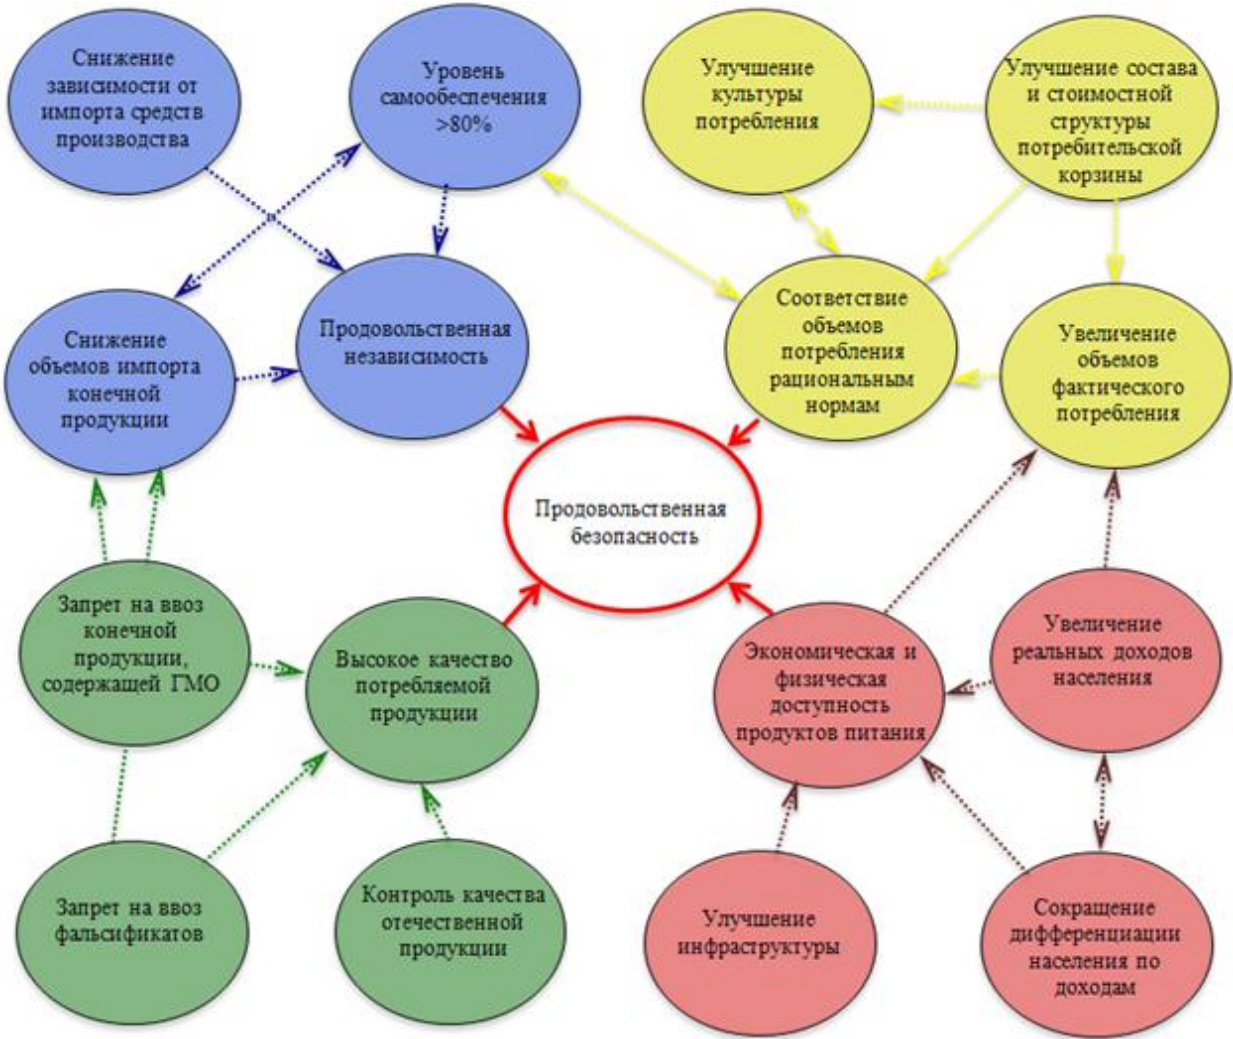 Снижение
зависимости от
импорта средств
производства
Уровень
самообеспечения
>80%
Улучшение
культуры
потребления
Улучшение состава
и стоимостной
структуры
потребительской
корзины
Снижение
объемов импорта
конечной
продукции
Продовольственная
независимость
Соответствие
объемов
потребления
рациональным
нормам
Увеличение
объемов
фактического
потребления
Продовольственная
безопасность
Запрет на ввоз
конечной
продукции,
содержащей ГМО
Высокое качество
потребляемой
продукции
Экономическая и
физическая
доступность
продуктов питания
Увеличение
реальных доходов
населения
Запрет на ввоз
фальсификатов
Контроль качества
отечественной
продукции
Улучшение
инфраструктуры
Сокращение
дифференциации
населения по
доходам